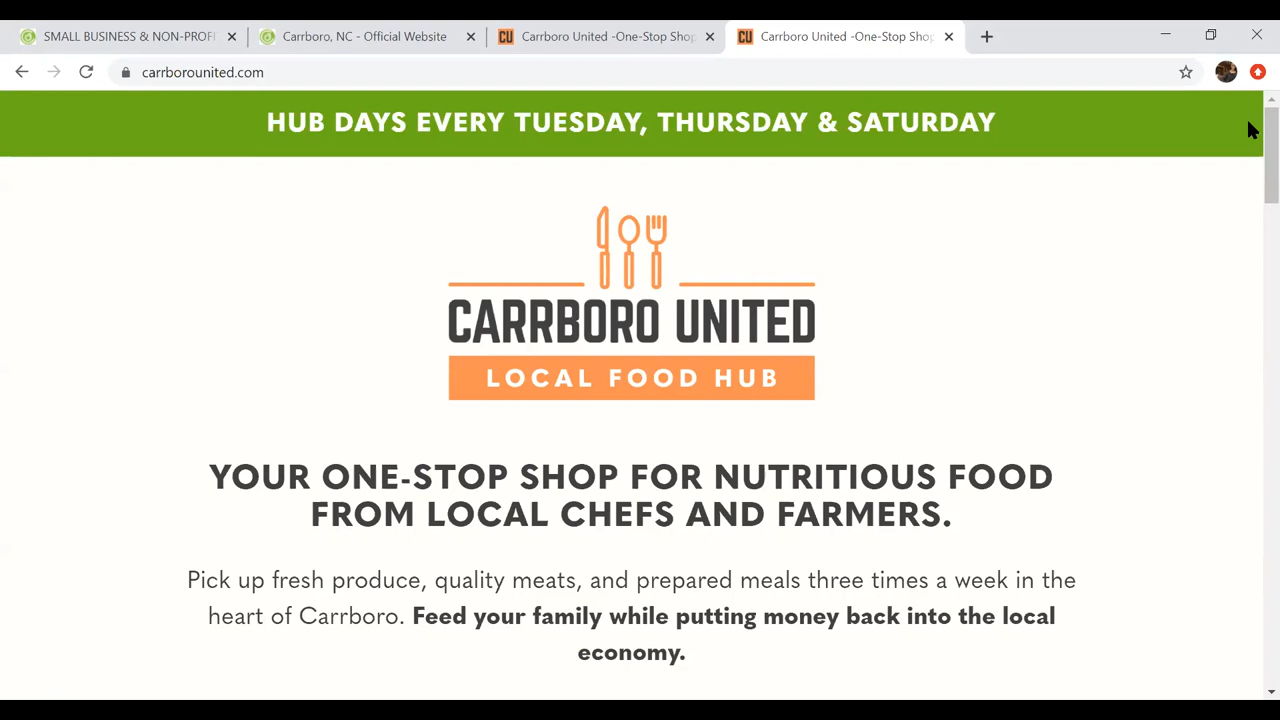 SMALL BUSINESS & NON-PROFI
Carrboro, NC - Official Website
Carrboro United -One-Stop Shop
Carrboro United -One-Stop Shop
carrborounited.com
HUB DAYS EVERY TUESDAY, THURSDAY & SATURDAY
CARRBORO UNITED
LOCAL FOOD HUB
YOUR ONE-STOP SHOP FOR NUTRITIOUS FOOD
FROM LOCAL CHEFS AND FARMERS.
Pick up fresh produce, quality meats, and prepared meals three times a week in the
heart of Carrboro. Feed your family while putting money back into the local
economy.